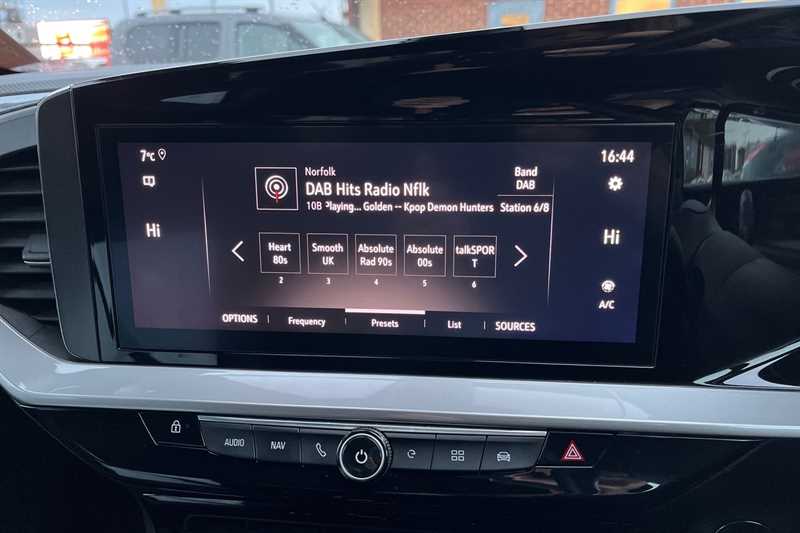 7°C
16:44
Norfolk
DAB Hits Radio Nflk
10B Playing... Golden -- Kpop Demon Hunters
Band
DAB
Station 6/8
Hi
Hi
A/C
Heart
80s
2
Smooth
UK
3
Absolute
Rad 90s
4
Absolute
00s
5
talkSPOR
T
6
OPTIONS
Frequency
Presets
List
SOURCES
AUDIO
NAV